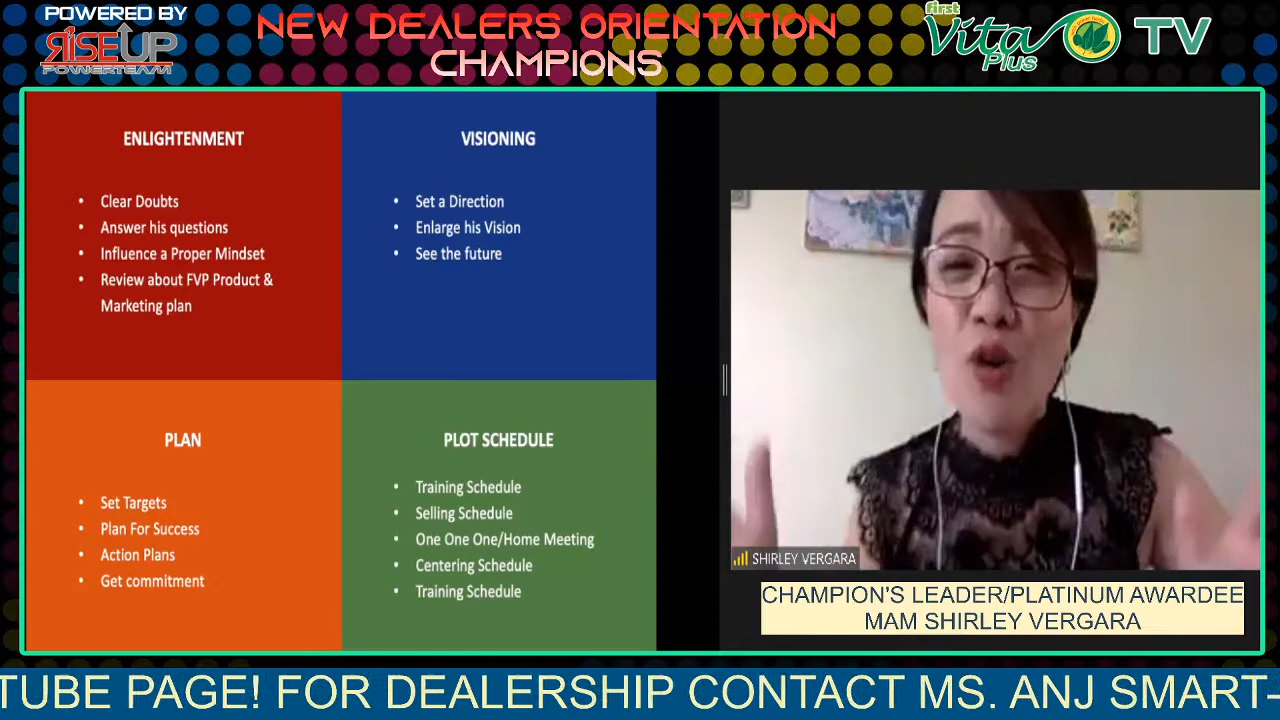 POWERED BY
RiSEUP
POWERTEAM
NEW DEALERS ORIENTATION
CHAMPIONS
first
Vita
Plus
TV
ENLIGHTENMENT
• Clear Doubts
• Answer his questions
• Influence a Proper Mindset
• Review about FVP Product &
Marketing plan
VISIONING
• Set a Direction
• Enlarge his Vision
• See the future
PLAN
• Set Targets
• Plan For Success
• Action Plans
• Get commitment
PLOT SCHEDULE
• Training Schedule
• Selling Schedule
• One One One/Home Meeting
• Centering Schedule
• Training Schedule
SHIRLEY VERGARA
CHAMPION'S LEADER/PLATINUM AWARDEE
MAM SHIRLEY VERGARA
TUBE PAGE! FOR DEALERSHIP CONTACT MS. ANJ SMART-